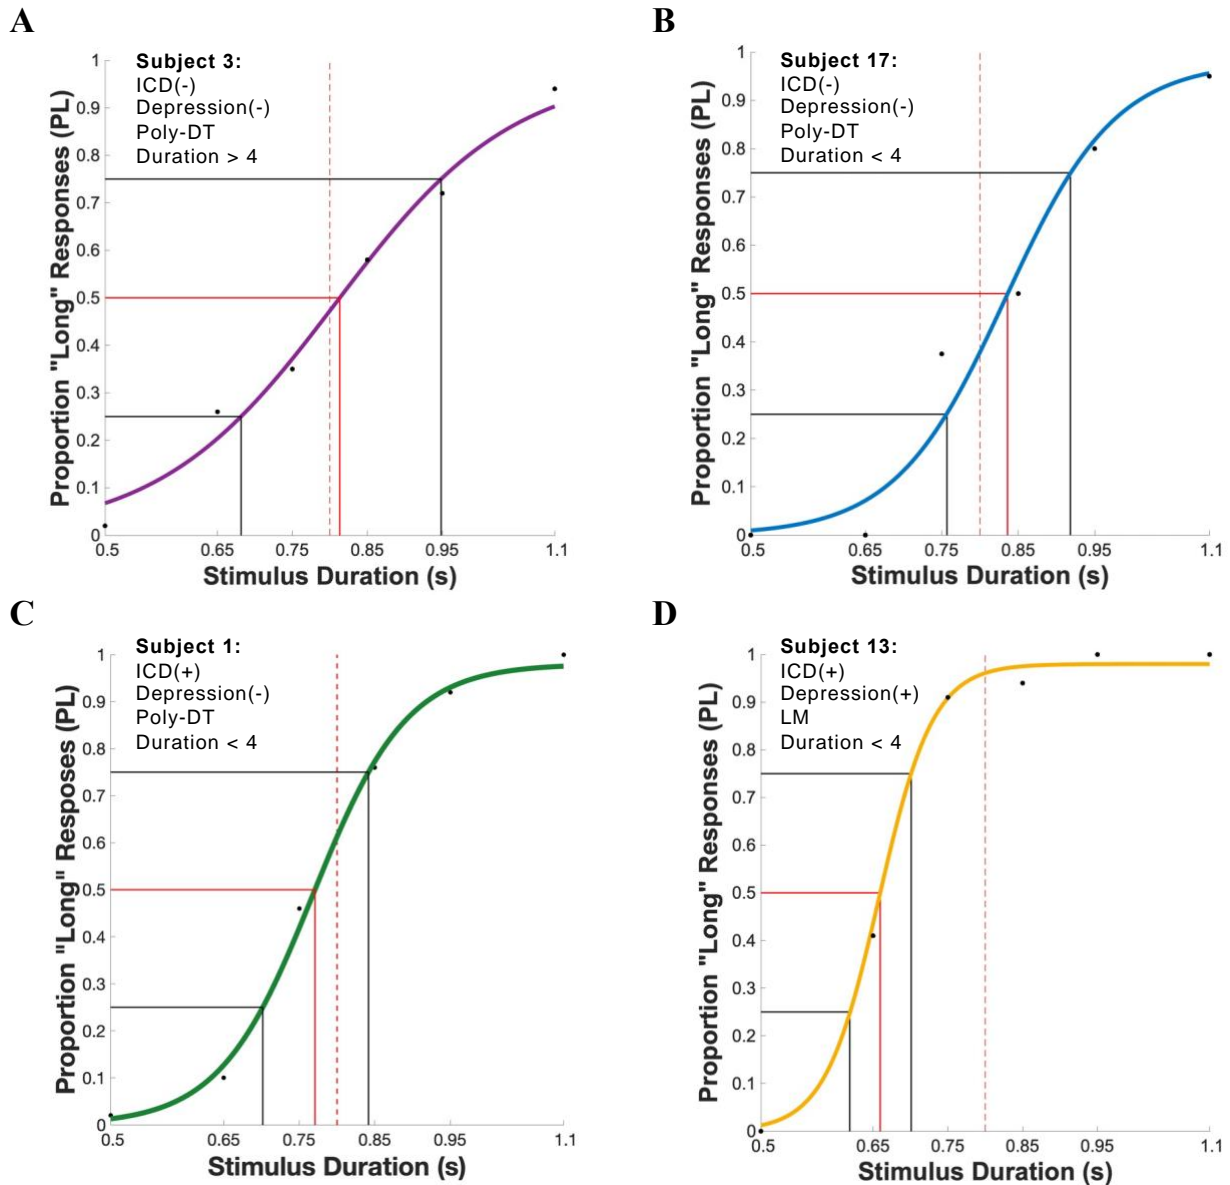 A
Subject 3:
ICD(-)
Depression(-)
Poly-DT
Duration > 4
Proportion "Long" Responses (PL)
1
0.9
0.8
0.7
0.6
0.5
0.4
0.3
0.2
0.1
0
0.5 0.65 0.75 0.85 0.95 1.1
Stimulus Duration (s)
B
Subject 17:
ICD(-)
Depression(-)
Poly-DT
Duration < 4
Proportion "Long" Responses (PL)
1
0.9
0.8
0.7
0.6
0.5
0.4
0.3
0.2
0.1
0
0.5 0.65 0.75 0.85 0.95 1.1
Stimulus Duration (s)
C
Subject 1:
ICD(+)
Depression(-)
Poly-DT
Duration < 4
Proportion "Long" Resposes (PL)
1
0.9
0.8
0.7
0.6
0.5
0.4
0.3
0.2
0.1
0
0.5 0.65 0.75 0.85 0.95 1.1
Stimulus Duration (s)
D
Subject 13:
ICD(+)
Depression(+)
LM
Duration < 4
Proportion "Long" Responses (PL)
1
0.9
0.8
0.7
0.6
0.5
0.4
0.3
0.2
0.1
0
0.5 0.65 0.75 0.85 0.95 1.1
Stimulus Duration (s)